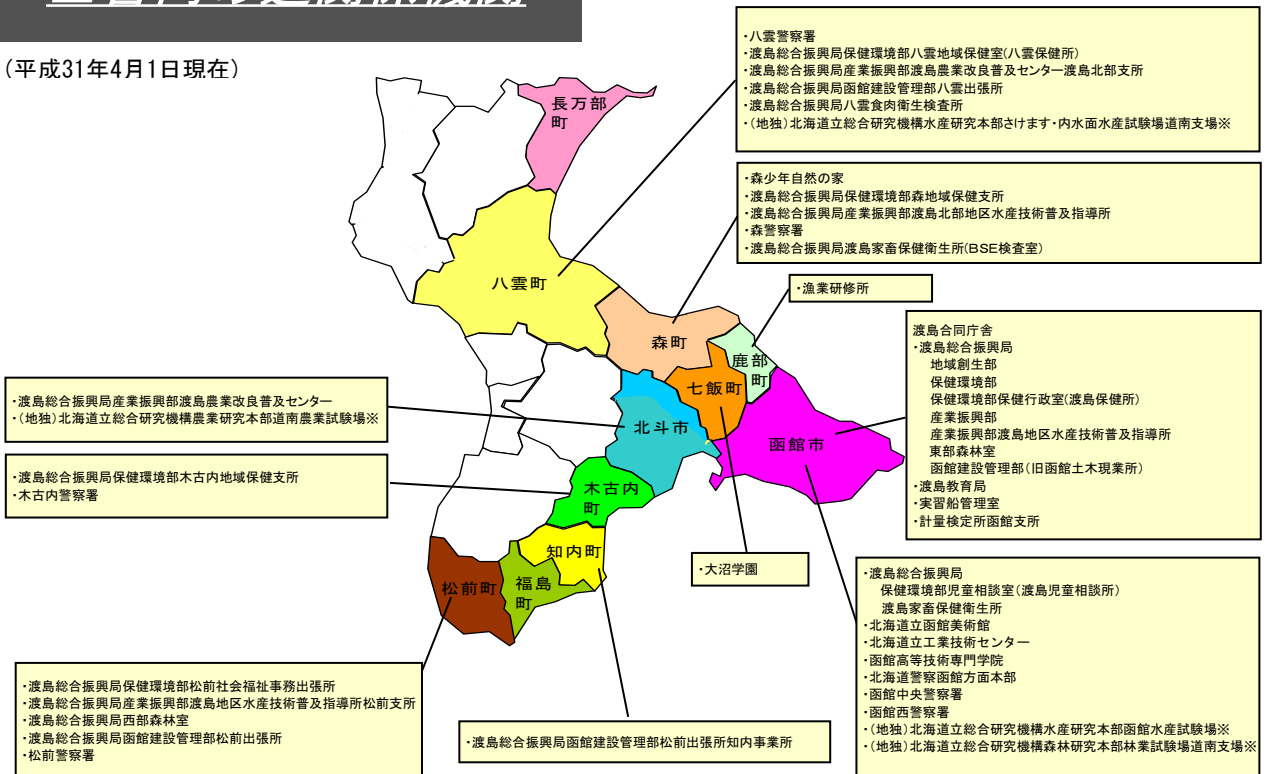 (平成31年4月1日現在)
・八雲警察署
・渡島総合振興局保健環境部八雲地域保健室(八雲保健所)
・渡島総合振興局産業振興部渡島農業改良普及センター渡島北部支所
・渡島総合振興局函館建設管理部八雲出張所
・渡島総合振興局八雲食肉衛生検査所
・(地独)北海道立総合研究機構水産研究本部さけます・内水面水産試験場道南支場※
・森少年自然の家
・渡島総合振興局保健環境部森地域保健支所
・渡島総合振興局産業振興部渡島北部地区水産技術普及指導所
・森警察署
・渡島総合振興局渡島家畜保健衛生所(BSE検査室)
・漁業研修所
渡島合同庁舎
・渡島総合振興局
地域創生部
保健環境部
保健環境部保健行政室(渡島保健所)
産業振興部
産業振興部渡島地区水産技術普及指導所
東部森林室
函館建設管理部(旧函館土木現業所)
・渡島教育局
・実習船管理室
・計量検定所函館支所
長万部
町
八雲町
森町
鹿部
町
七飯町
北斗市
函館市
木古内
町
知内町
福島
町
松前町
・渡島総合振興局産業振興部渡島農業改良普及センター
・(地独)北海道立総合研究機構農業研究本部道南農業試験場※
・渡島総合振興局保健環境部木古内地域保健支所
・木古内警察署
・大沼学園
・渡島総合振興局
保健環境部児童相談室(渡島児童相談所)
渡島家畜保健衛生所
・北海道立函館美術館
・北海道立工業技術センター
・函館高等技術専門学院
・北海道警察函館方面本部
・函館中央警察署
・函館西警察署
・(地独)北海道立総合研究機構水産研究本部函館水産試験場※
・(地独)北海道立総合研究機構森林研究本部林業試験場道南支場※
・渡島総合振興局保健環境部松前社会福祉事務出張所
・渡島総合振興局産業振興部渡島地区水産技術普及指導所松前支所
・渡島総合振興局西部森林室
・渡島総合振興局函館建設管理部松前出張所
・松前警察署
・渡島総合振興局函館建設管理部松前出張所知内事業所